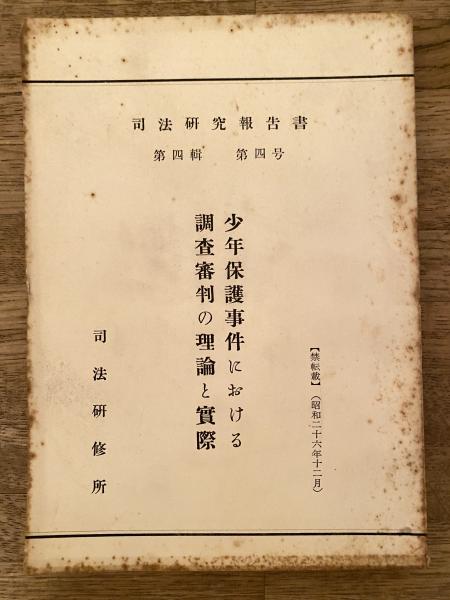 司法研究報告書
第四輯 第四号
少年保護事件における
調査審判の理論と實際
【禁転載】(昭和二十六年十二月)
司法研修所